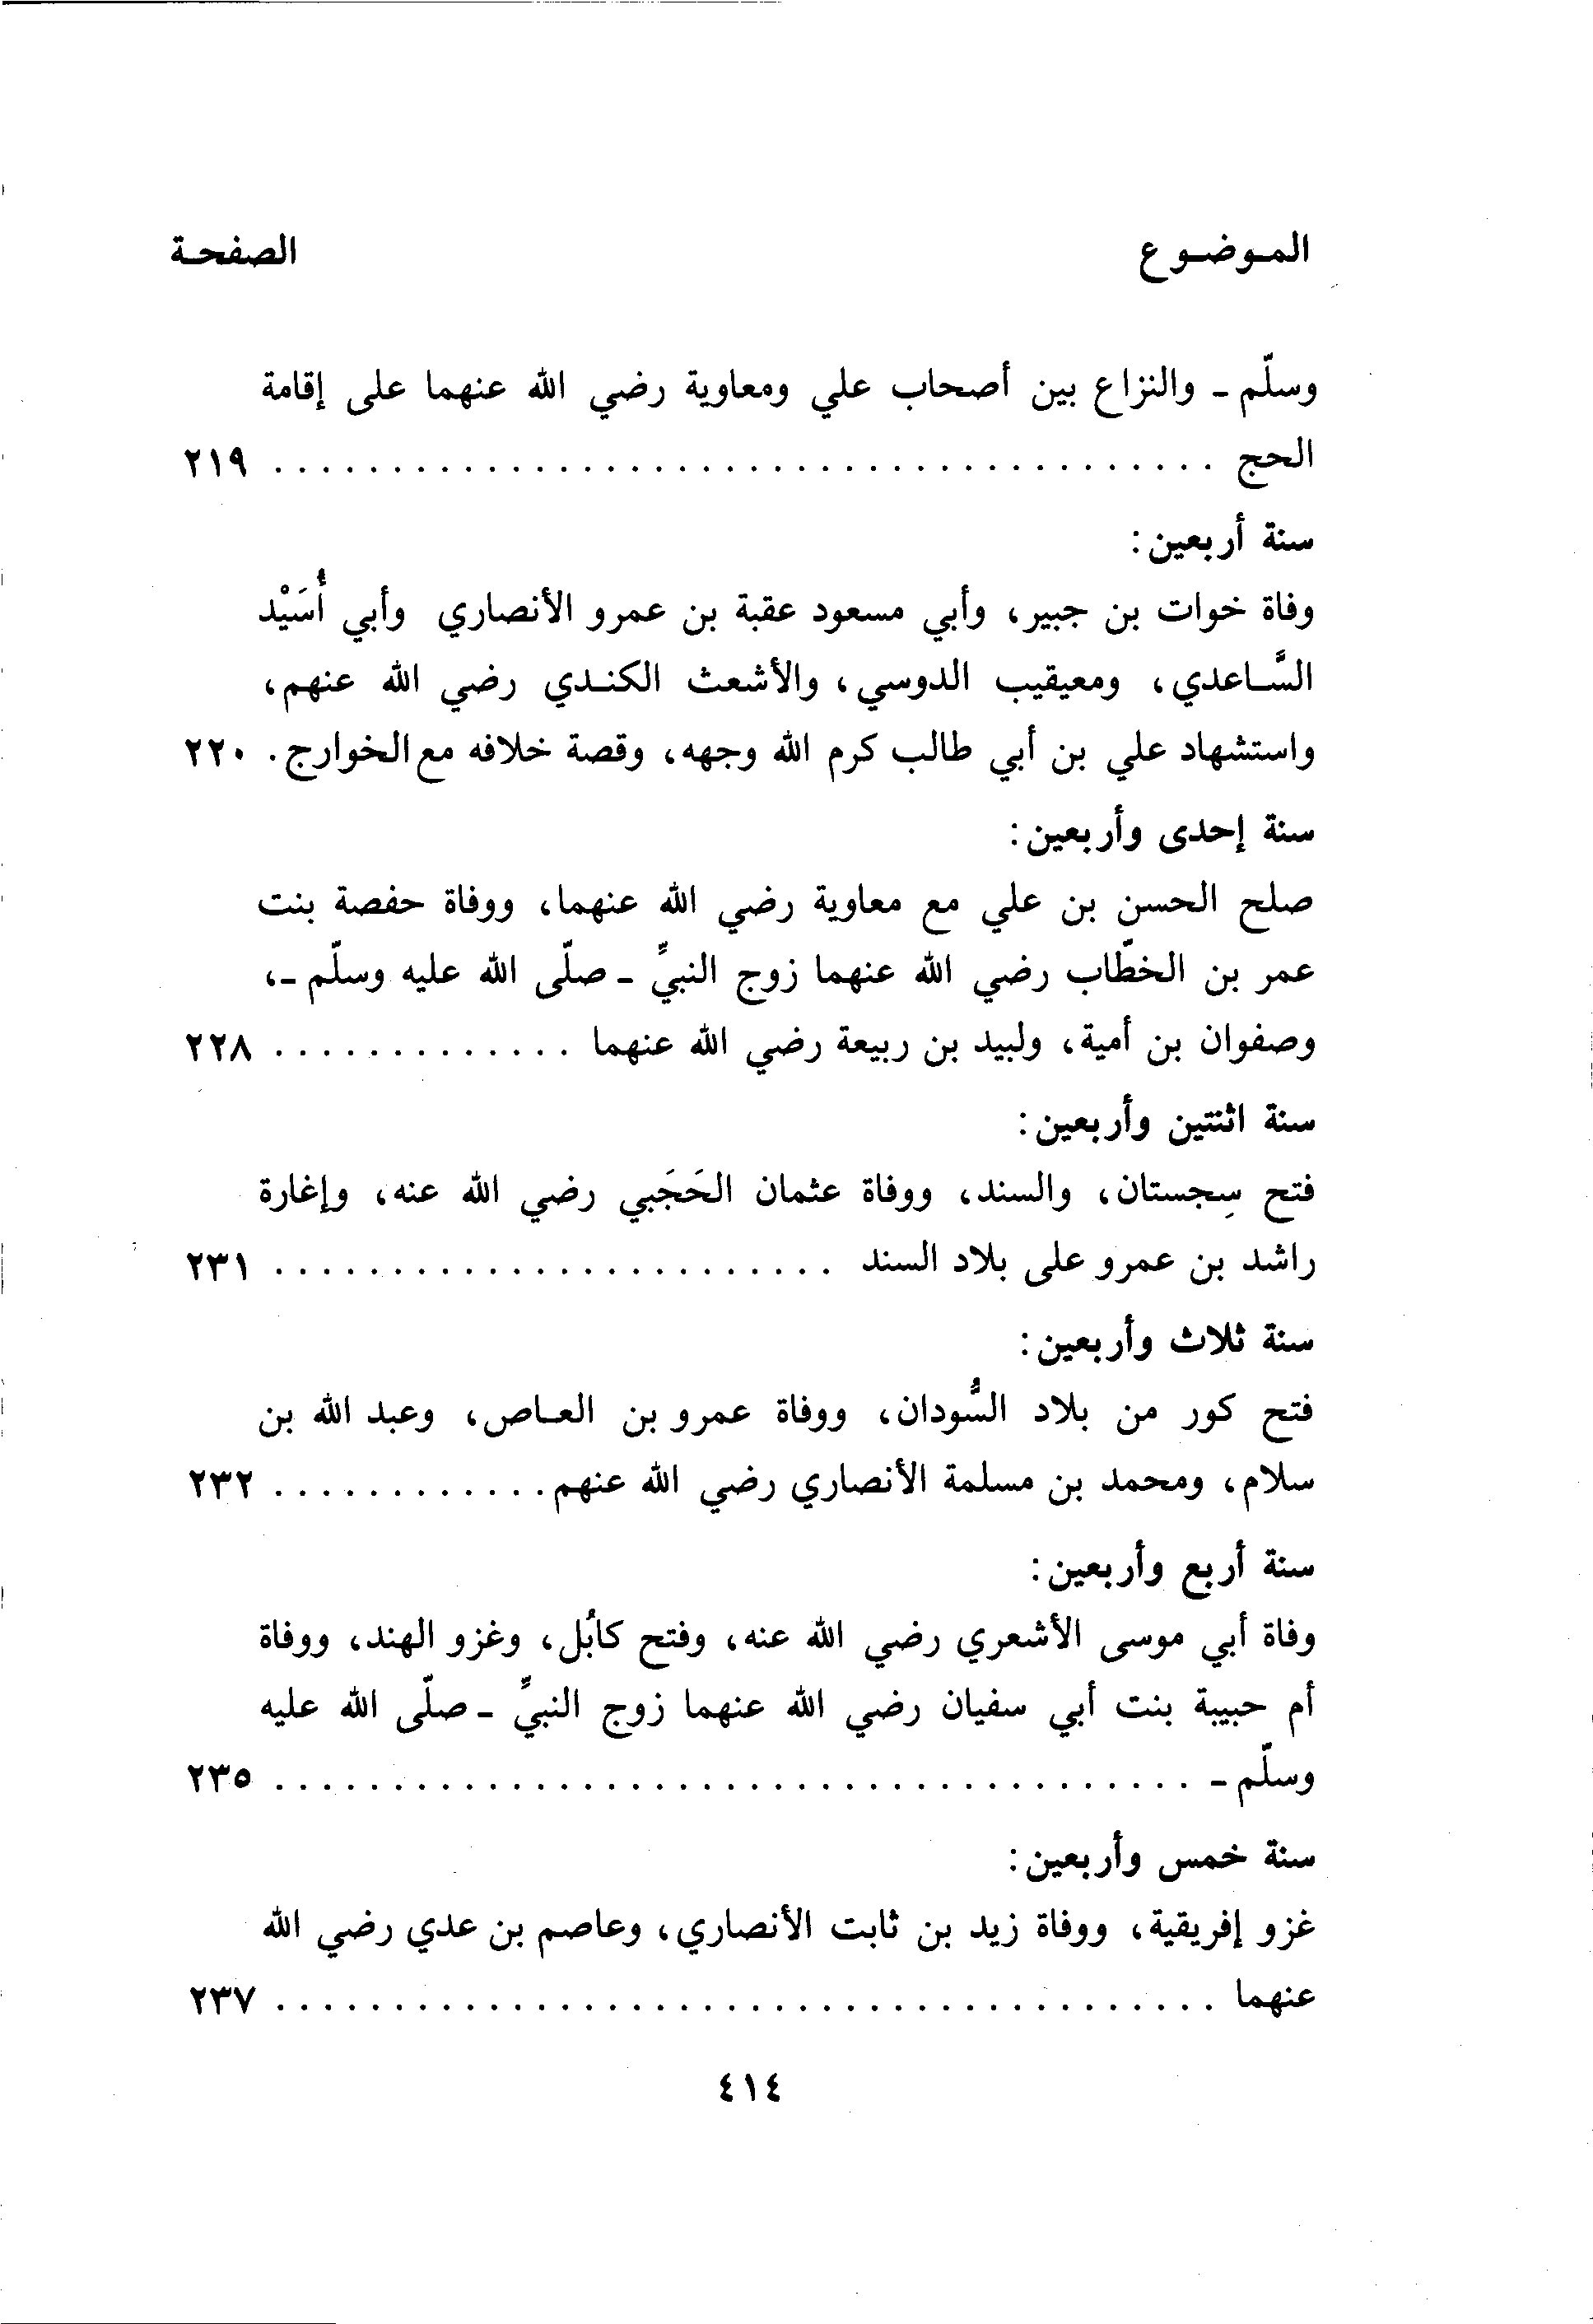 الموضوع الصفحة
وسلّم ـ والنزاع بين أصحاب علي ومعاوية رضي الله عنهما على إقامة
الحج . . . . . . . . . . . . . . . . . . . . . . . . . . . . . . . . . . . . . . . . ٢١٩
سنة أربعين:
وفاة خوات بن جبير، وأبي مسعود عقبة بن عمرو الأنصاري وأبي أُسَيْد
السَّاعدي، ومعيقيب الدوسي، والأشعث الكندي رضي الله عنهم،
واستشهاد علي بن أبي طالب كرم الله وجهه، وقصة خلافه مع الخوارج . ٢٢٠
سنة إحدى وأربعين:
صلح الحسن بن علي مع معاوية رضي الله عنهما، ووفاة حفصة بنت
عمر بن الخطّاب رضي الله عنهما زوج النبيِّ ـ صلّى الله عليه وسلّم ـ،
وصفوان بن أمية، ولبيد بن ربيعة رضي الله عنهما . . . . . . . . . . . . . ٢٢٨
سنة اثنتين وأربعين:
فتح سِجستان، والسند، ووفاة عثمان الحَجَبي رضي الله عنه، وإغارة
راشد بن عمرو على بلاد السند . . . . . . . . . . . . . . . . . . . . . . . . ٢٣١
سنة ثلاث وأربعين:
فتح كور من بلاد السُّودان، ووفاة عمرو بن العاص، وعبد الله بن
سلام، ومحمد بن مسلمة الأنصاري رضي الله عنهم . . . . . . . . . . . . ٢٣٢
سنة أربع وأربعين:
وفاة أبي موسى الأشعري رضي الله عنه، وفتح كابُل، وغزو الهند، ووفاة
أم حبيبة بنت أبي سفيان رضي الله عنهما زوج النبيِّ ـ صلّى الله عليه
وسلّم ـ . . . . . . . . . . . . . . . . . . . . . . . . . . . . . . . . . . . . . . . ٢٣٥
سنة خمس وأربعين:
غزو إفريقية، ووفاة زيد بن ثابت الأنصاري، وعاصم بن عدي رضي الله
عنهما . . . . . . . . . . . . . . . . . . . . . . . . . . . . . . . . . . . . . . . . ٢٣٧
٤١٤